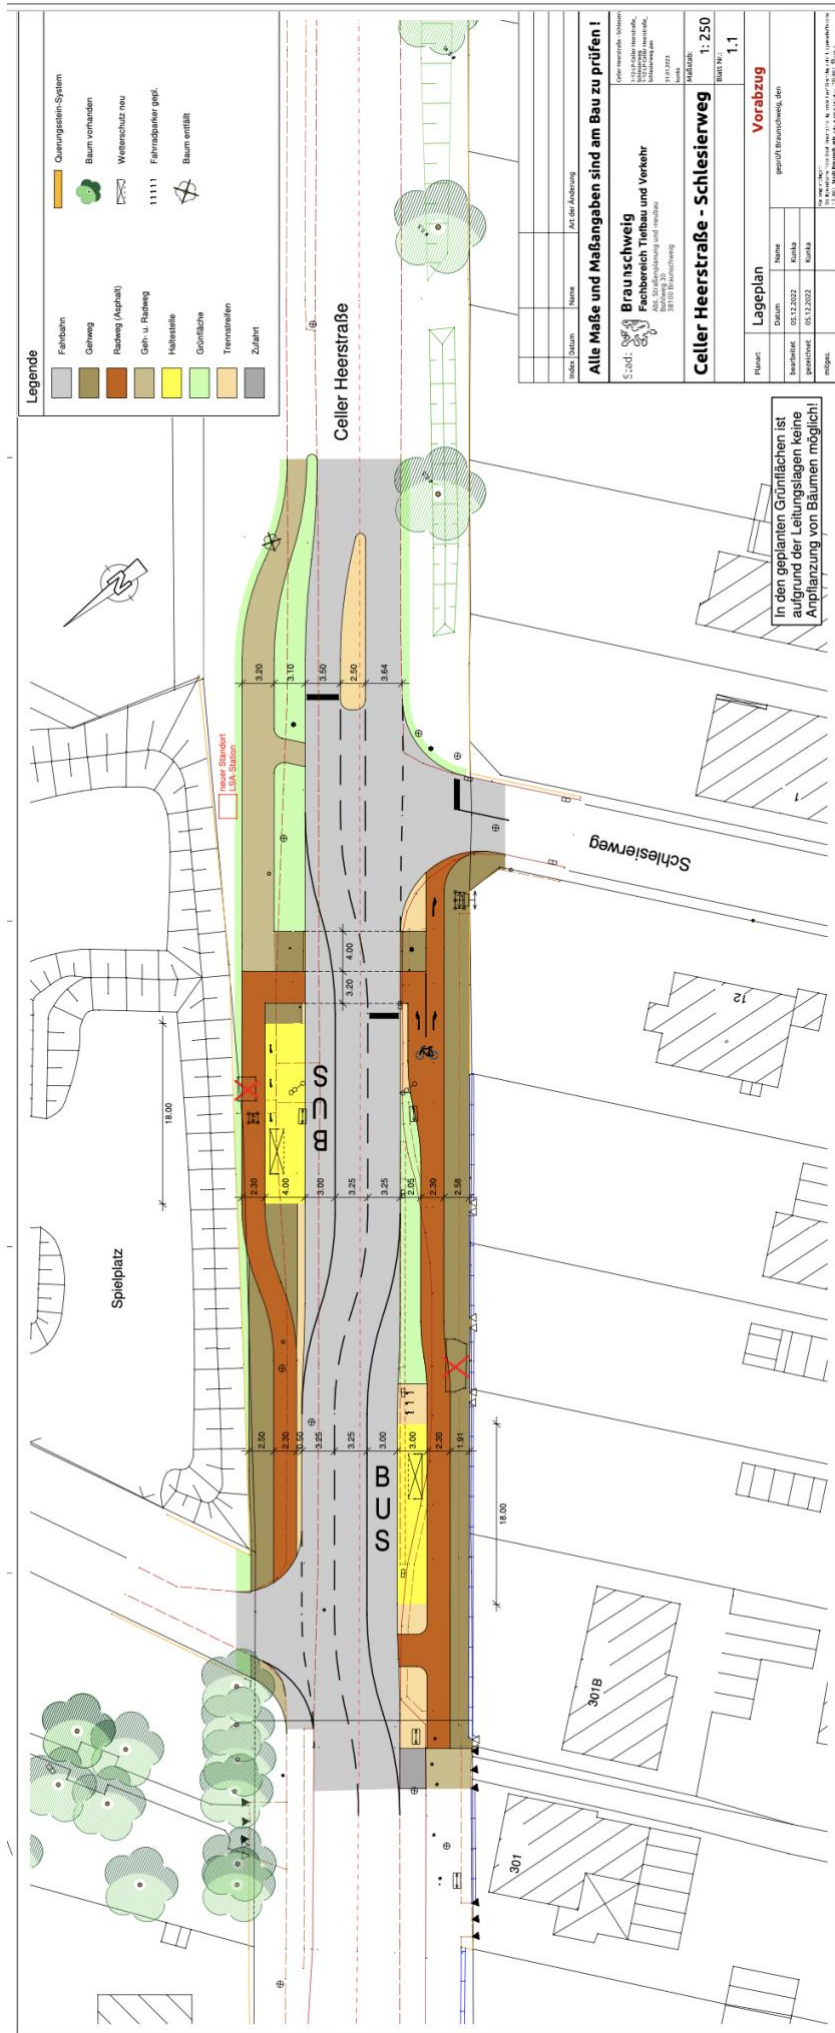 Legende
Fahrbahn
Gehweg
Radweg (Asphalt)
Geh- u. Radweg
Haltestelle
Grünfläche
Trennstreifen
Zufahrt
Querungsstein-System
Baum vorhanden
Wetterschutz neu
Fahrradparker gepl.
Baum entfällt
Celler Heerstraße
N
neuer Standort
LSA-Station
3.20
3.10
3.50
2.50
3.64
Schlesierweg
1
12
4.00
3.20
18.00
BUS
2.30
4.00
3.00
3.25
3.25
2.05
2.30
2.58
Spielplatz
2.50
2.30
0.50
3.25
3.25
3.00
3.00
2.30
1.91
BUS
18.00
301B
301
In den geplanten Grünflächen ist
aufgrund der Leitungslagen keine
Anpflanzung von Bäumen möglich!
Index
Datum
Name
Art der Änderung
Alle Maße und Maßangaben sind am Bau zu prüfen !
Stadt
Braunschweig
Fachbereich Tiefbau und Verkehr
Abt. Straßenplanung und -neubau
Bohlweg 30
38100 Braunschweig
31.01.2023
Kunka
Celler Heerstraße - Schlesierweg
Maßstab:
1: 250
Blatt Nr.:
1.1
Planart
Lageplan
Vorabzug
Datum
Name
geprüft Braunschweig, den
bearbeitet
05.12.2022
Kunka
gezeichnet
05.12.2022
Kunka
mitgez.